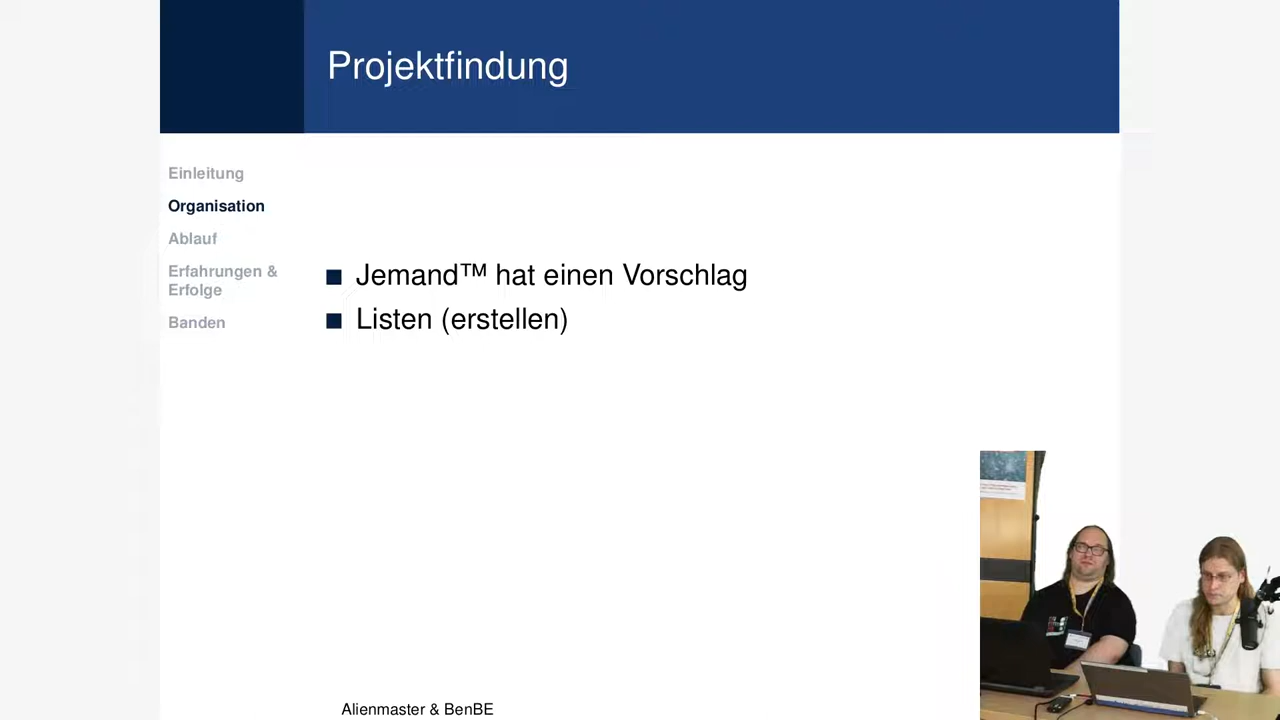 Projektfindung
Einleitung
Organisation
Ablauf
Erfahrungen &
Erfolge
Banden
Jemand™ hat einen Vorschlag
Listen (erstellen)
Alienmaster & BenBE